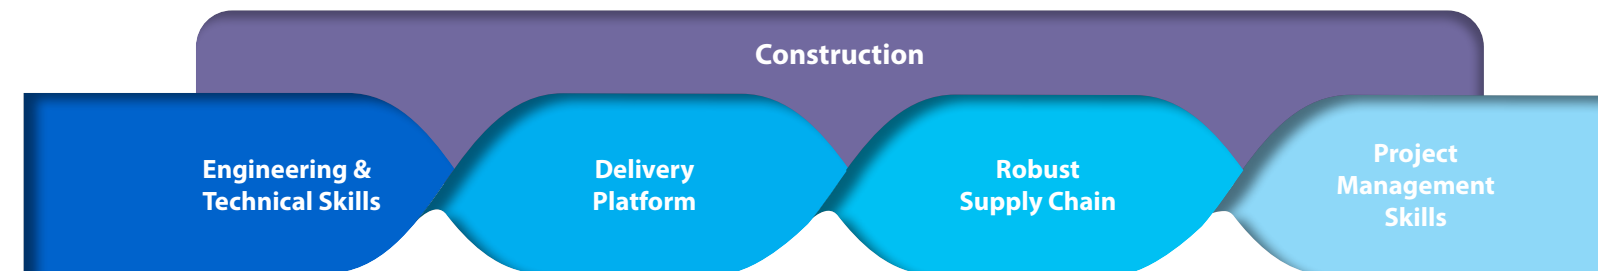 Construction
Engineering &
Technical Skills
Delivery
Platform
Robust
Supply Chain
Project
Management
Skills